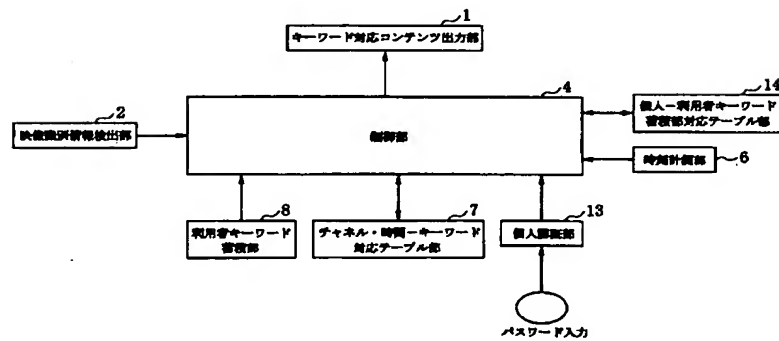 1
キーワード対応コンテンツ出力部
4
14
個人－利用者キーワード
蓄積部対応テーブル部
2
映像識別情報検出部
制御部
時刻計測部
6
8
利用者キーワード
蓄積部
7
チャネル・時間－キーワード
対応テーブル部
13
個人認証部
パスワード入力